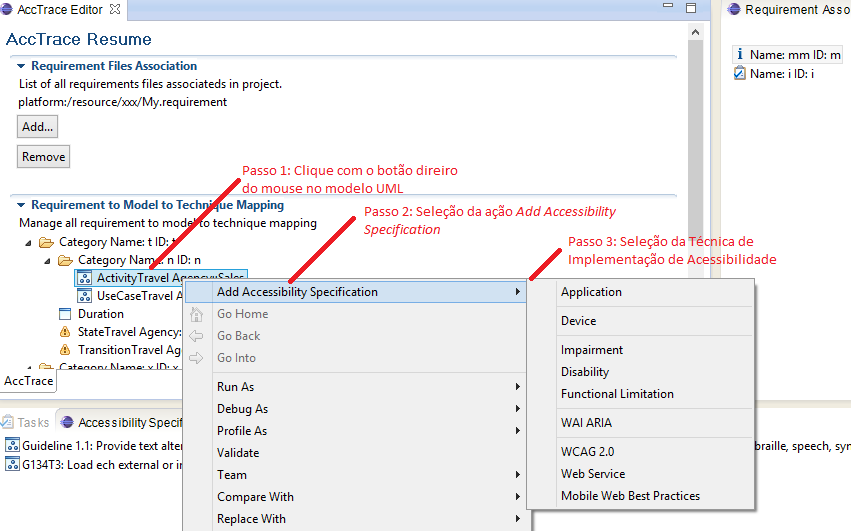 AccTrace Editor
Requirement Asso
AccTrace Resume
Requirement Files Association
List of all requirements files associateds in project.
platform:/resource/xxx/My.requirement
Add...
Remove
Name: mm ID: m
Name: i ID: i
Passo 1: Clique com o botão direiro
do mouse no modelo UML
Requirement to Model to Technique Mapping
Manage all requirement to model to technique mapping
Passo 2: Seleção da ação Add Accessibility
Specification
Passo 3: Seleção da Técnica de
Implementação de Acessibilidade
Category Name: t ID: t
Category Name: n ID: n
ActivityTravel Agency::Sales
UseCaseTravel A
Duration
StateTravel Agency:
TransitionTravel Ag
Category Name: x ID: x
AccTrace
Add Accessibility Specification
Go Home
Go Back
Go Into
Run As
Debug As
Profile As
Validate
Team
Compare With
Replace With
Application
Device
Impairment
Disability
Functional Limitation
WAI ARIA
WCAG 2.0
Web Service
Mobile Web Best Practices
Tasks
Accessibility Specif
Guideline 1.1: Provide text alter
braille, speech, syn
G134T3: Load ech external or in